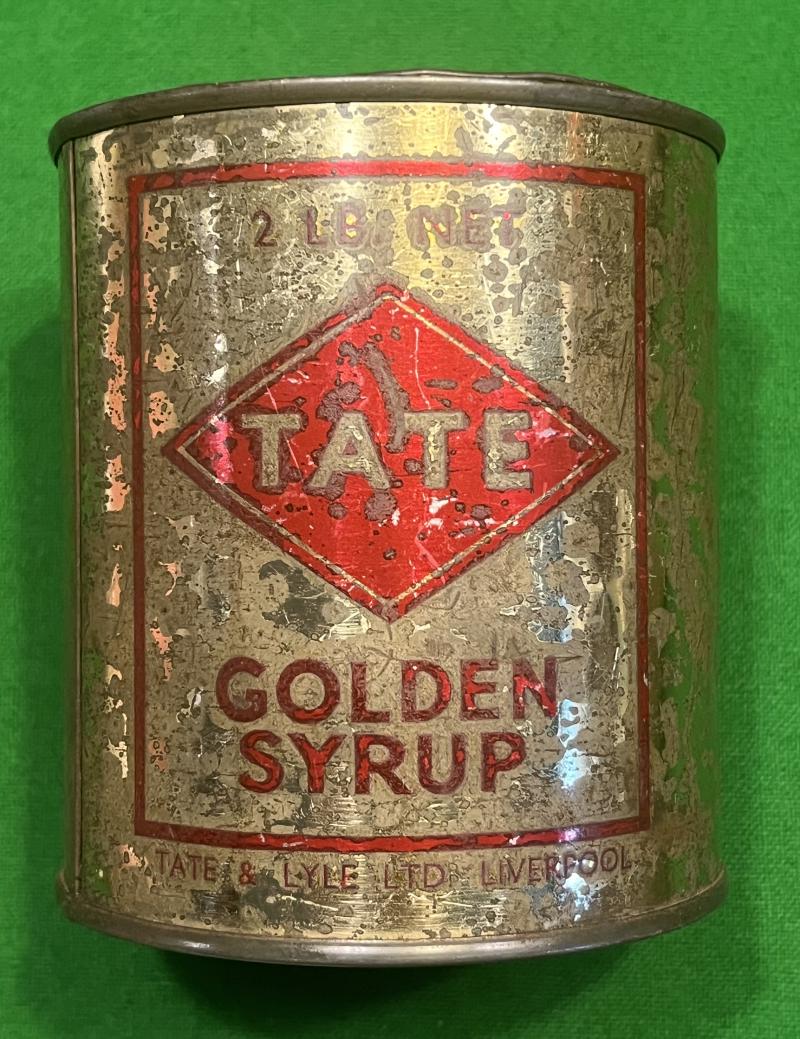 2 LB. NET
TATE
GOLDEN
SYRUP
TATE & LYLE LTD LIVERPOOL